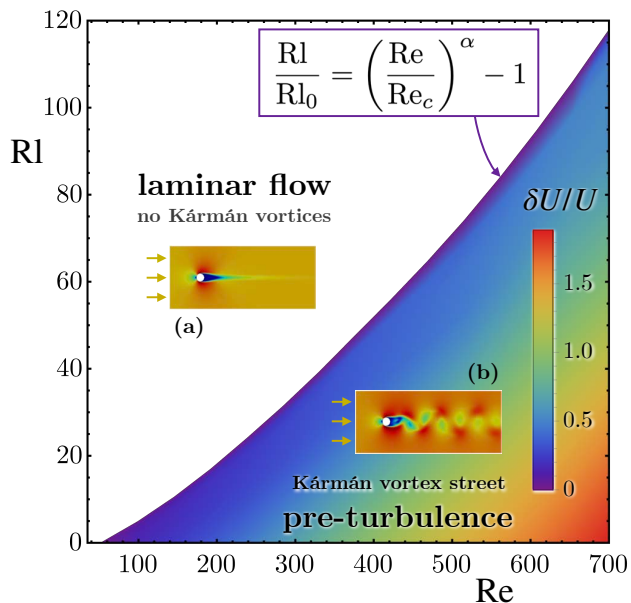 120
Rl/Rl₀ = (Re/Re_c)^α − 1
100
Rl
laminar flow
no Kármán vortices
80
δU/U
60
1.5
(a)
1.0
40
(b)
0.5
20
Kármán vortex street
0
pre-turbulence
0
100 200 300 400 500 600 700
Re